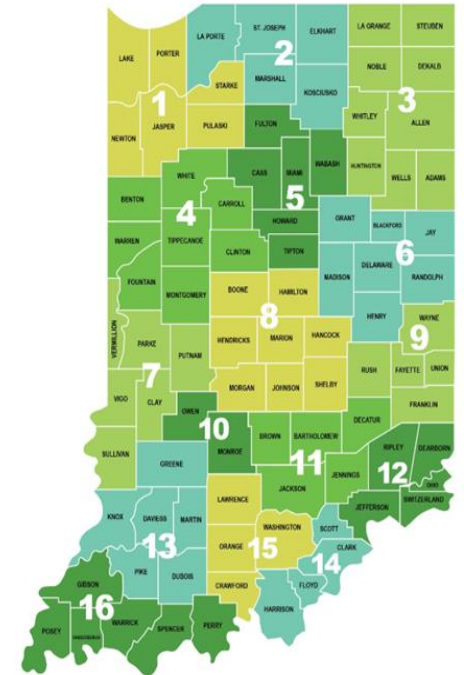 LA PORTE
ST. JOSEPH
ELKHART
LA GRANGE
STEUBEN
LAKE
PORTER
2
NOBLE
DEKALB
STARKE
MARSHALL
KOSCIUSKO
1
3
NEWTON
JASPER
PULASKI
FULTON
WHITLEY
ALLEN
WHITE
CASS
MIAMI
WABASH
HUNTINGTON
WELLS
ADAMS
BENTON
CARROLL
5
4
HOWARD
GRANT
BLACKFORD
JAY
WARREN
TIPPECANOE
CLINTON
TIPTON
6
MADISON
DELAWARE
RANDOLPH
FOUNTAIN
MONTGOMERY
BOONE
HAMILTON
HENRY
WAYNE
8
VERMILLION
PARKE
PUTNAM
HENDRICKS
MARION
HANCOCK
9
RUSH
FAYETTE
UNION
7
VIGO
CLAY
MORGAN
JOHNSON
SHELBY
FRANKLIN
OWEN
DECATUR
10
MONROE
BROWN
BARTHOLOMEW
RIPLEY
DEARBORN
SULLIVAN
GREENE
11
JENNINGS
12
OHIO
JACKSON
SWITZERLAND
JEFFERSON
LAWRENCE
KNOX
DAVIESS
MARTIN
WASHINGTON
SCOTT
13
ORANGE
15
CLARK
14
PIKE
DUBOIS
FLOYD
GIBSON
CRAWFORD
HARRISON
16
WARRICK
SPENCER
PERRY
POSEY